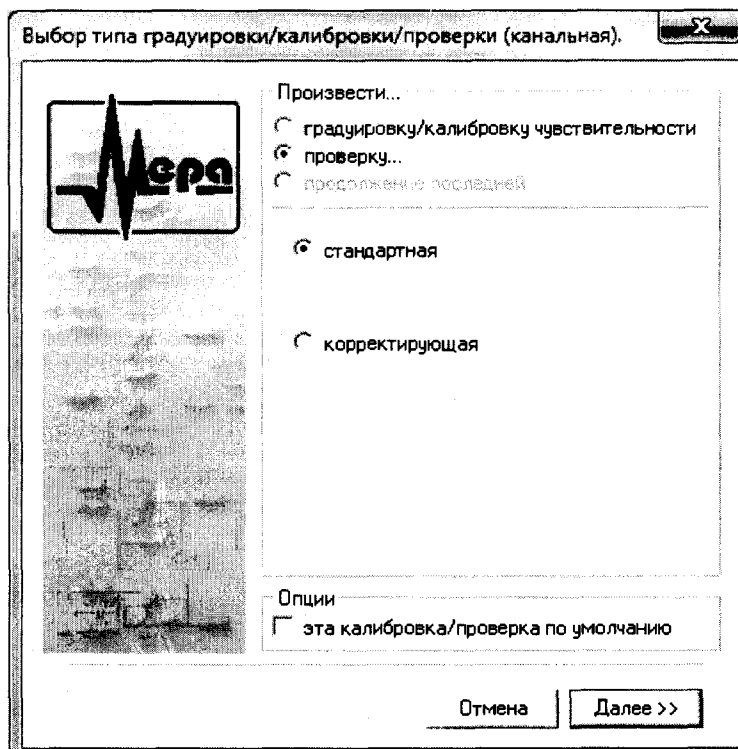 Выбор типа градуировки/калибровки/проверки (канальная).
Мера
Произвести...
градуировку/калибровку чувствительности
проверку...
продолжение последней
стандартная
корректирующая
Опции
эта калибровка/проверка по умолчанию
Отмена
Далее >>